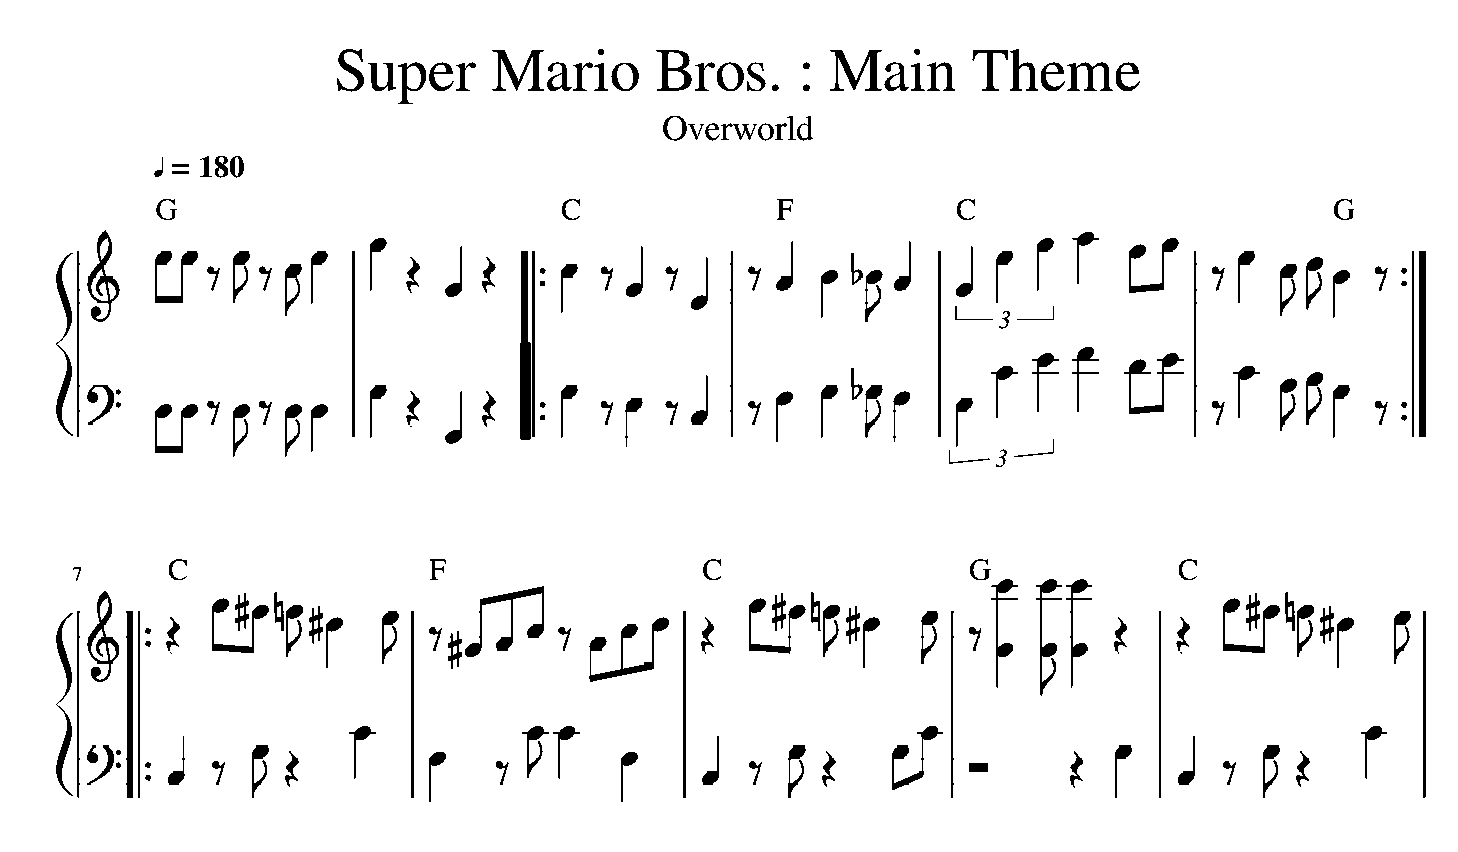 Super Mario Bros. : Main Theme
Overworld
♩ = 180
G C F C G
3
3
7 C F C G C